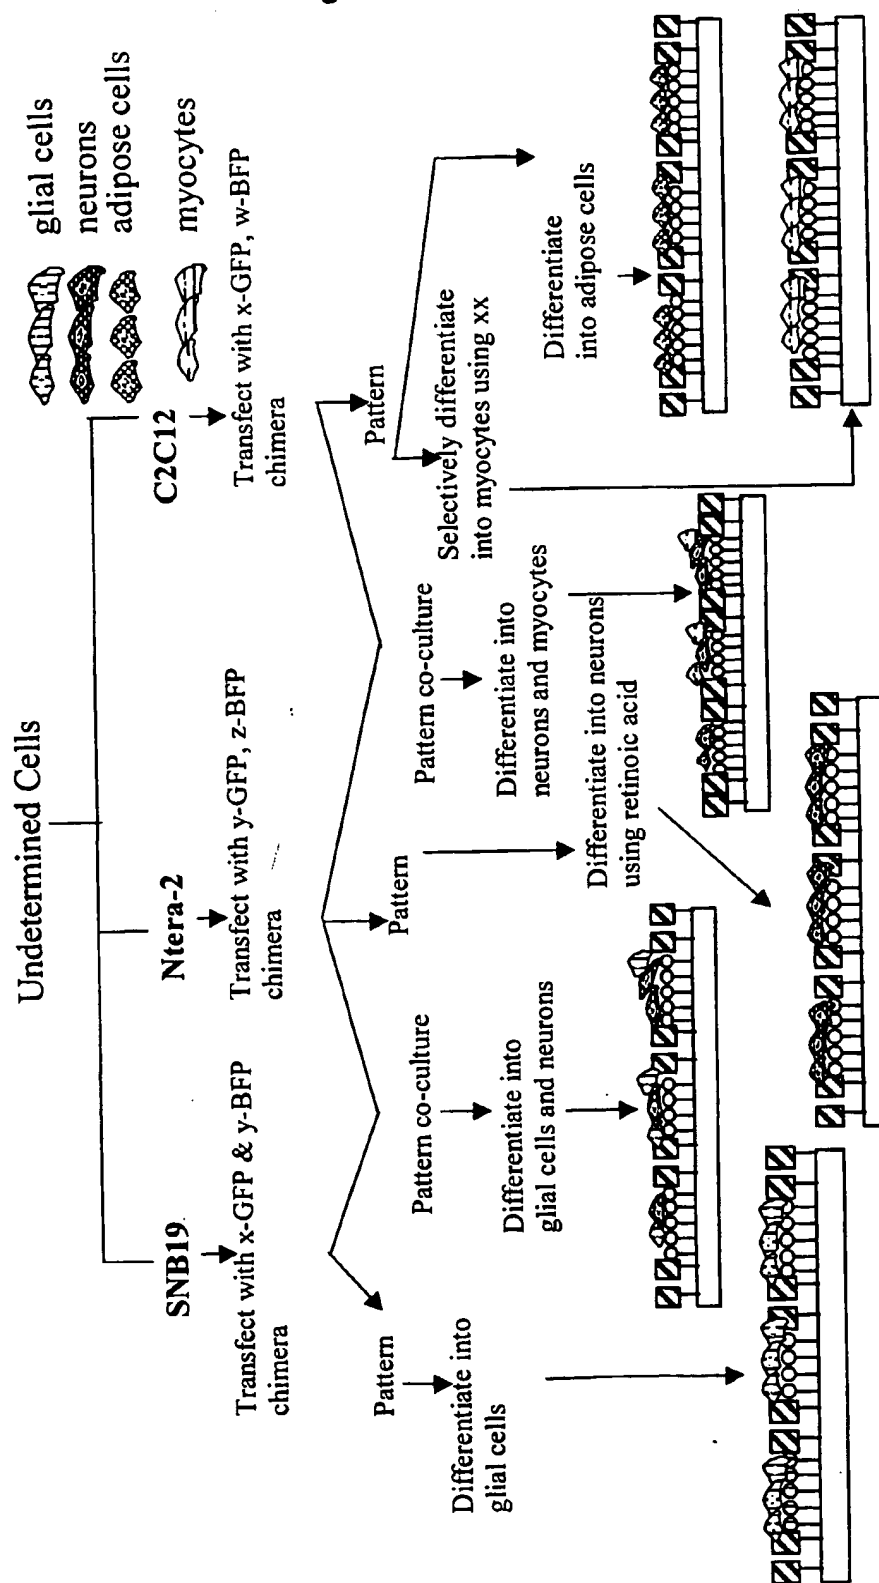 Undetermined Cells
glial cells
neurons
adipose cells
myocytes
SNB19
Transfect with x-GFP & y-BFP
chimera
Ntera-2
Transfect with y-GFP, z-BFP
chimera
C2C12
Transfect with x-GFP, w-BFP
chimera
Pattern
Differentiate into
glial cells
Pattern co-culture
Differentiate into
glial cells and neurons
Pattern
Differentiate into neurons
using retinoic acid
Pattern co-culture
Differentiate into
neurons and myocytes
Pattern
Selectively differentiate
into myocytes using xx
Differentiate
into adipose cells